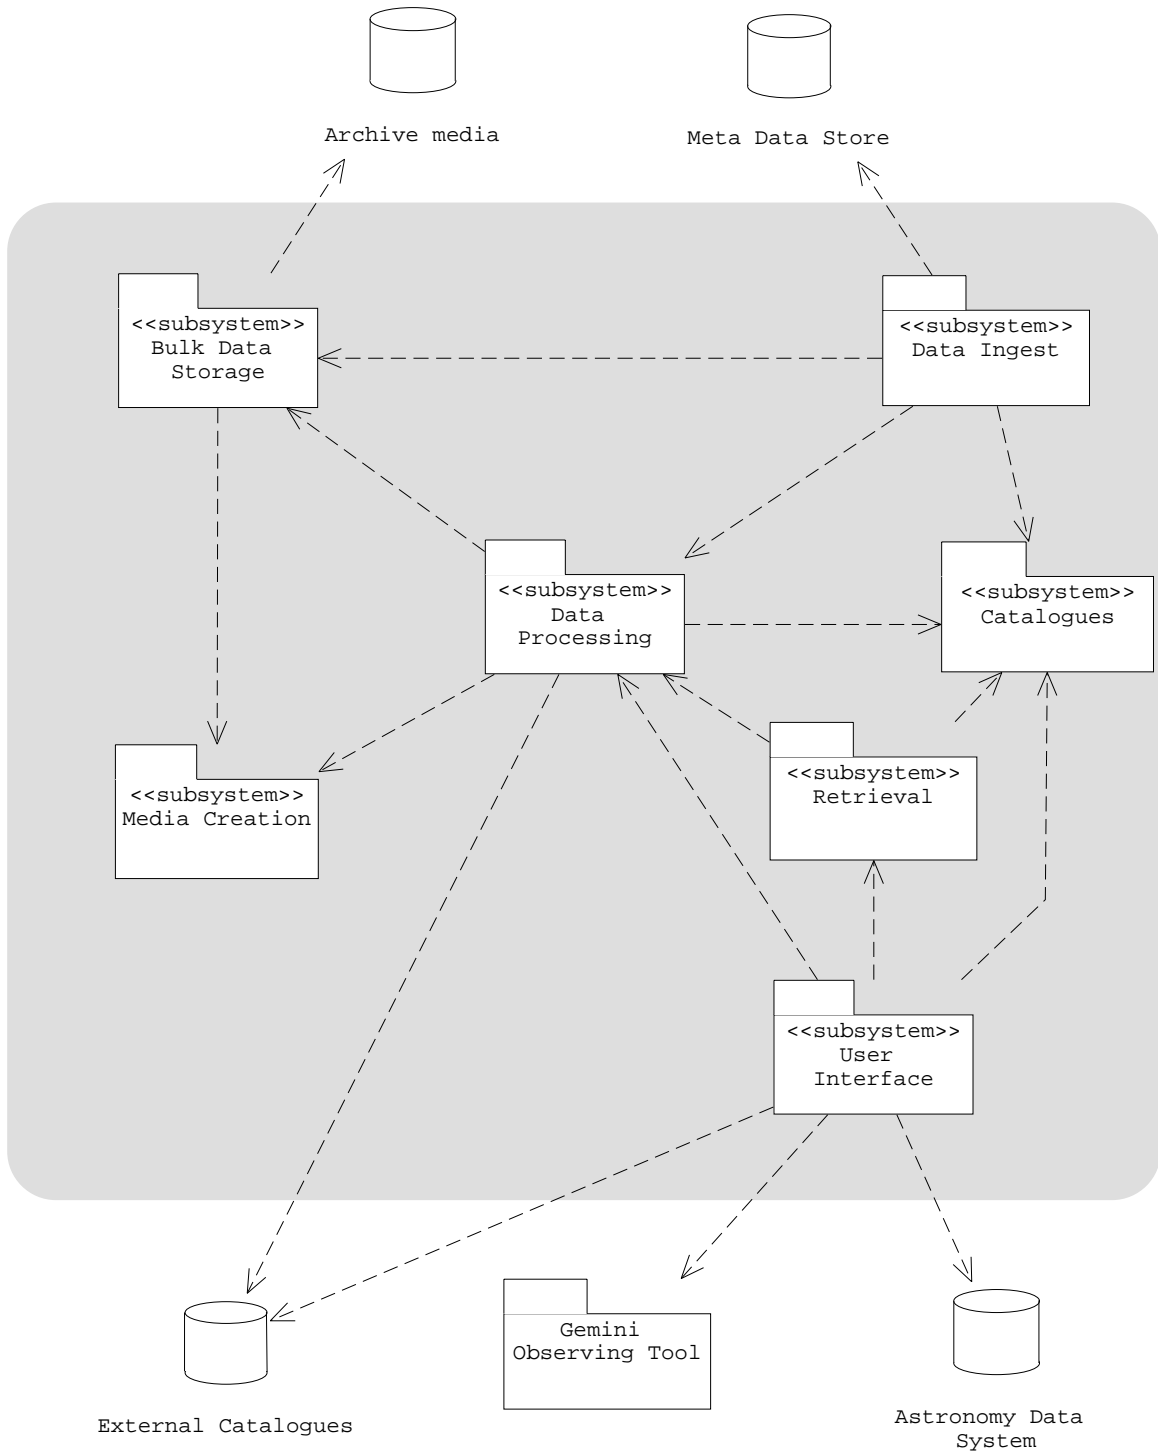 Archive media
Meta Data Store
<<subsystem>>
Bulk Data
Storage
<<subsystem>>
Data Ingest
<<subsystem>>
Data
Processing
<<subsystem>>
Catalogues
<<subsystem>>
Media Creation
<<subsystem>>
Retrieval
<<subsystem>>
User
Interface
Gemini
Observing Tool
External Catalogues
Astronomy Data
System